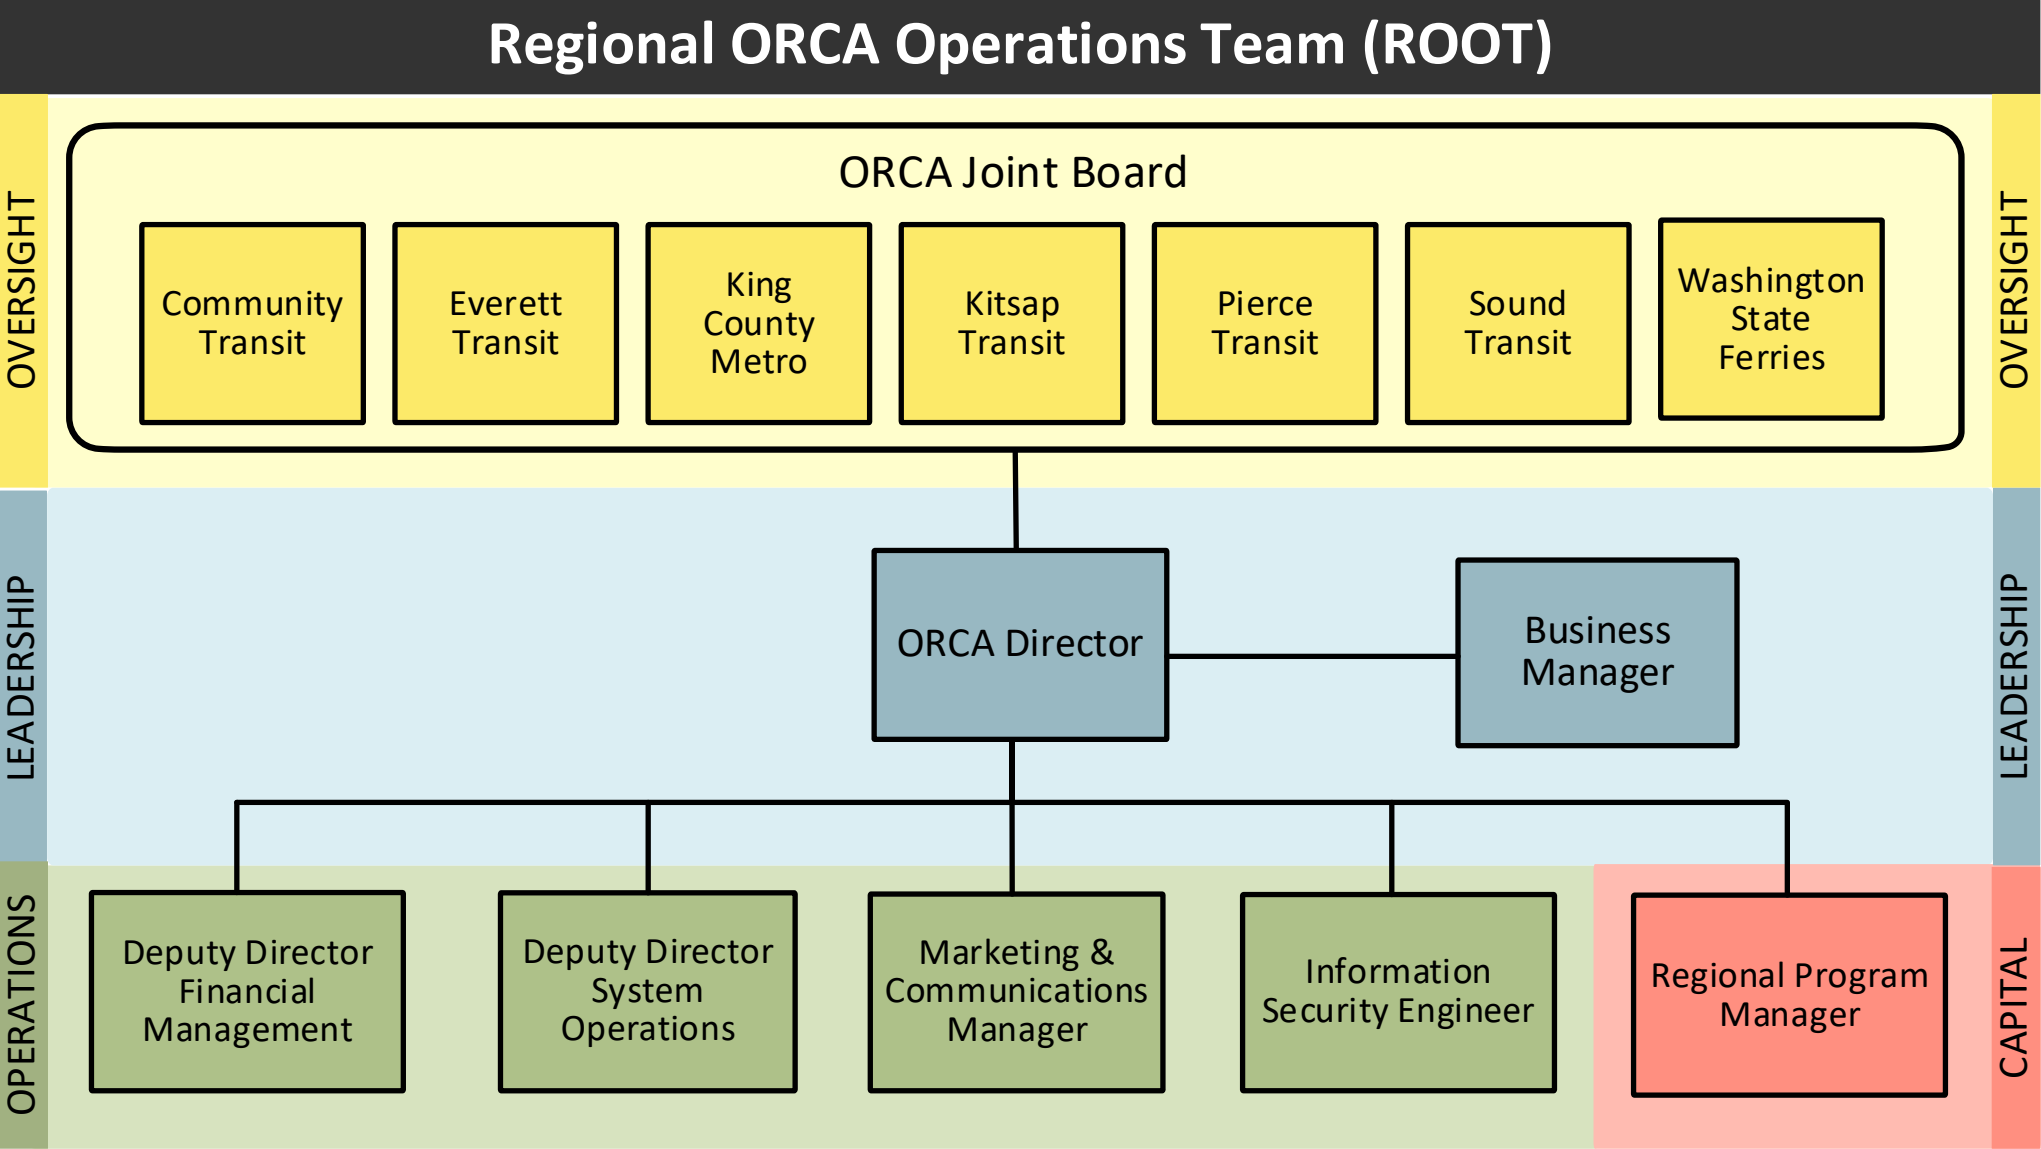 Regional ORCA Operations Team (ROOT)
OVERSIGHT
OVERSIGHT
ORCA Joint Board
Community
Transit
Everett
Transit
King
County
Metro
Kitsap
Transit
Pierce
Transit
Sound
Transit
Washington
State
Ferries
LEADERSHIP
LEADERSHIP
ORCA Director
Business
Manager
OPERATIONS
Deputy Director
Financial
Management
Deputy Director
System
Operations
Marketing &
Communications
Manager
Information
Security Engineer
Regional Program
Manager
CAPITAL